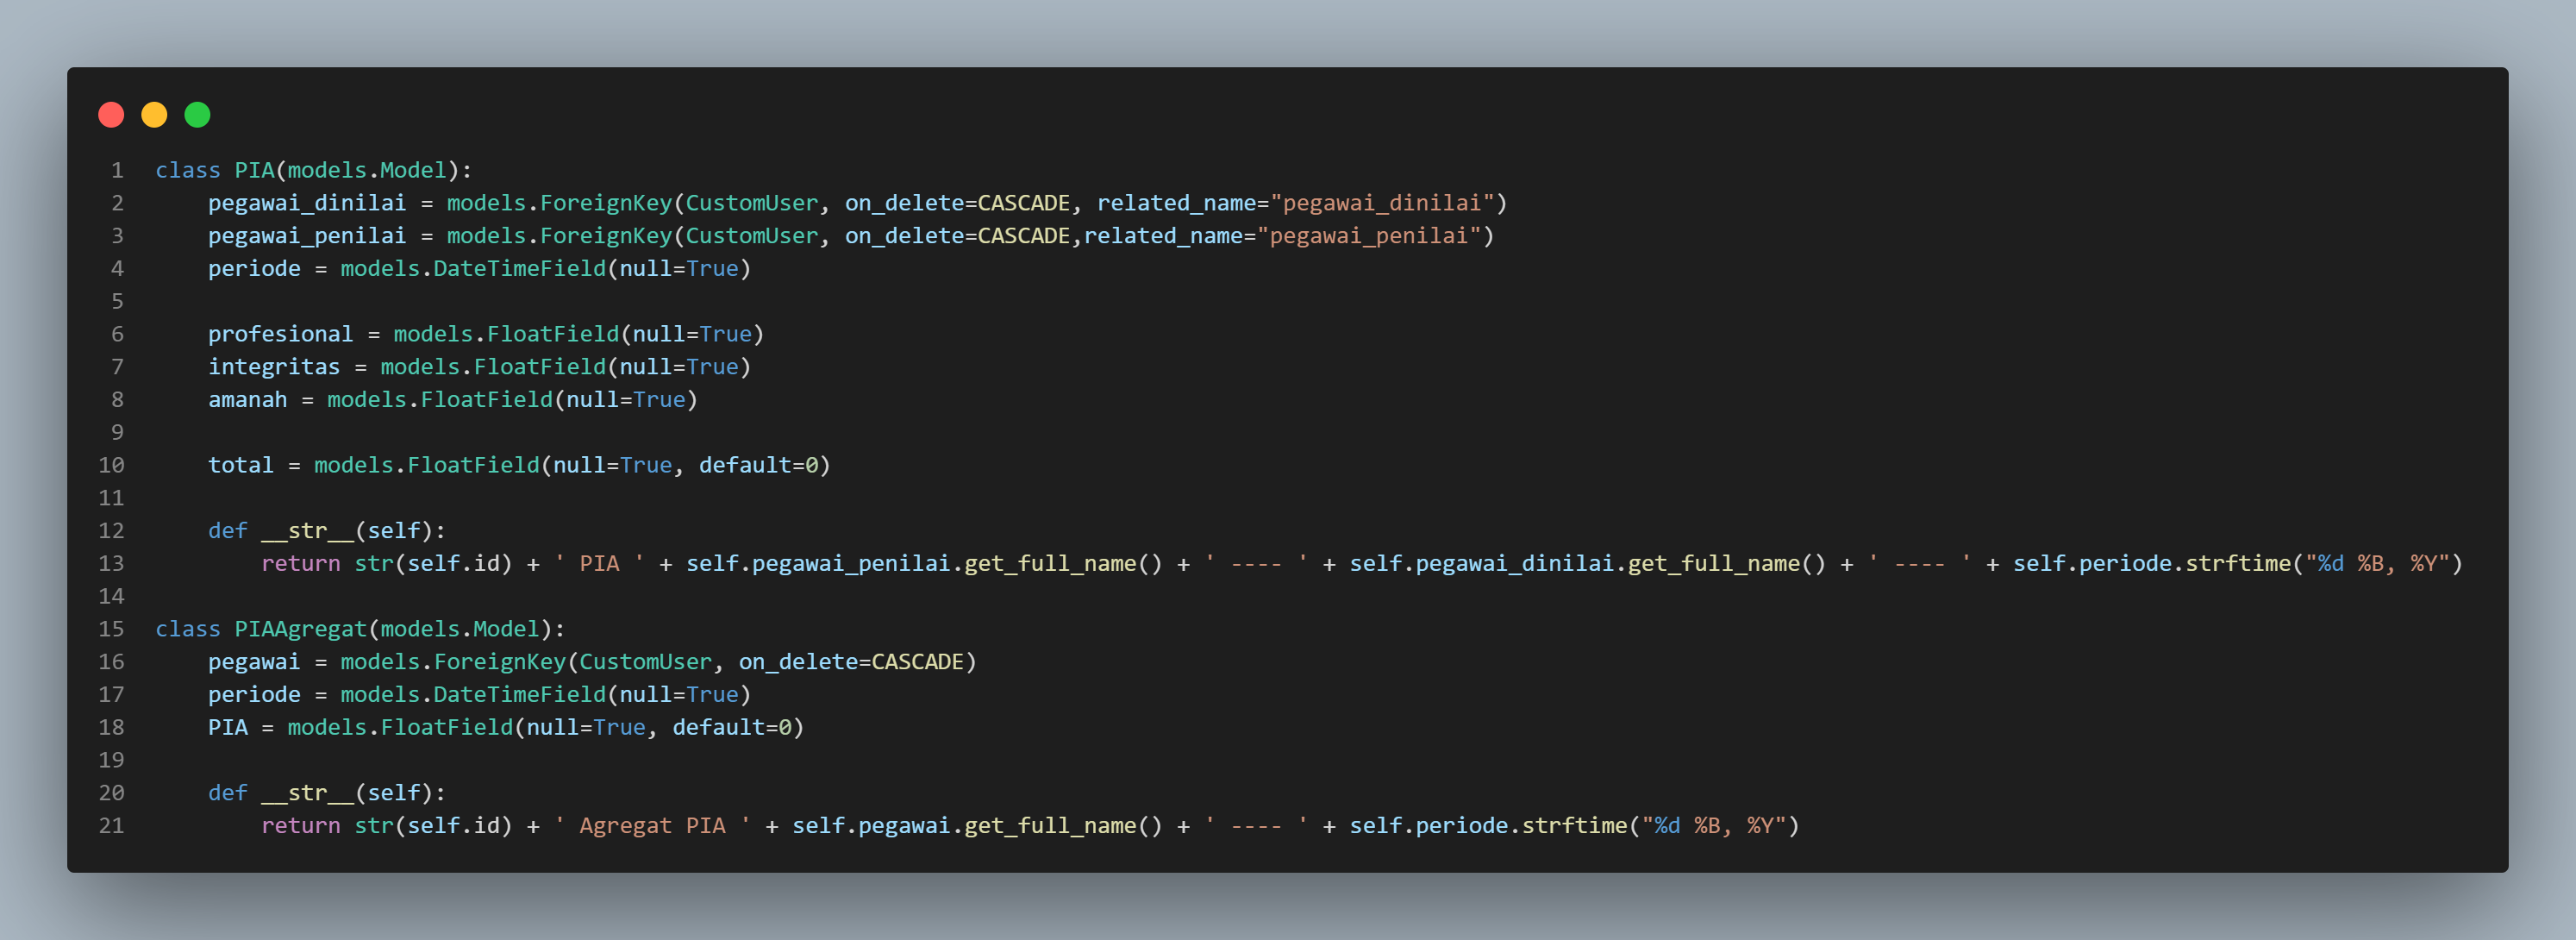 1 class PIA(models.Model):
2     pegawai_dinilai = models.ForeignKey(CustomUser, on_delete=CASCADE, related_name="pegawai_dinilai")
3     pegawai_penilai = models.ForeignKey(CustomUser, on_delete=CASCADE,related_name="pegawai_penilai")
4     periode = models.DateTimeField(null=True)
5
6     profesional = models.FloatField(null=True)
7     integritas = models.FloatField(null=True)
8     amanah = models.FloatField(null=True)
9
10     total = models.FloatField(null=True, default=0)
11
12     def __str__(self):
13         return str(self.id) + ' PIA ' + self.pegawai_penilai.get_full_name() + ' ---- ' + self.pegawai_dinilai.get_full_name() + ' ---- ' + self.periode.strftime("%d %B, %Y")
14
15 class PIAAgregat(models.Model):
16     pegawai = models.ForeignKey(CustomUser, on_delete=CASCADE)
17     periode = models.DateTimeField(null=True)
18     PIA = models.FloatField(null=True, default=0)
19
20     def __str__(self):
21         return str(self.id) + ' Agregat PIA ' + self.pegawai.get_full_name() + ' ---- ' + self.periode.strftime("%d %B, %Y")